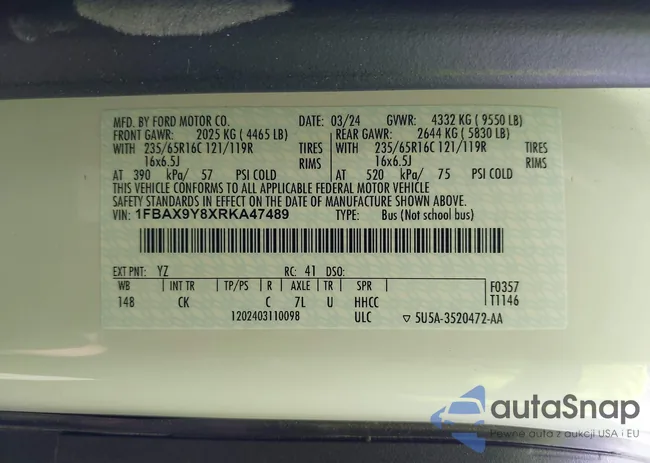 MFD. BY FORD MOTOR CO. DATE: 03/24 GVWR: 4332 KG ( 9550 LB)
FRONT GAWR: 2025 KG ( 4465 LB) REAR GAWR: 2644 KG ( 5830 LB)
WITH 235/65R16C 121/119R TIRES WITH 235/65R16C 121/119R TIRES
16x6.5J RIMS 16x6.5J RIMS
AT 390 kPa/ 57 PSI COLD AT 520 kPa/ 75 PSI COLD
THIS VEHICLE CONFORMS TO ALL APPLICABLE FEDERAL MOTOR VEHICLE
SAFETY STANDARDS IN EFFECT ON THE DATE OF MANUFACTURE SHOWN ABOVE.
VIN: 1FBAX9Y8XRKA47489 TYPE: Bus (Not school bus)
EXT PNT: YZ RC: 41 DSO:
WB INT TR TP/PS R AXLE TR SPR F0357
148 CK C 7L U HHCC T1146
1202403110098 ULC ▽ 5U5A-3520472-AA
autaSnap
Pewne auta z aukcji USA i EU